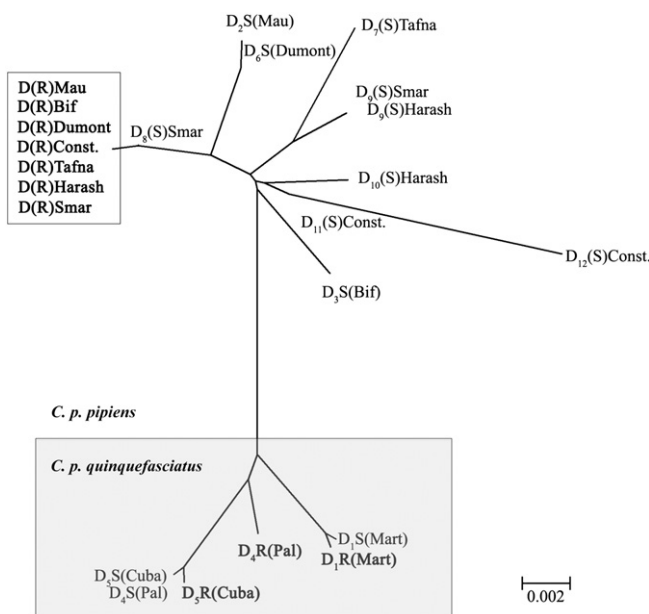 D₂S(Mau)
D₇(S)Tafna
D₆S(Dumont)
D(R)Mau
D(R)Bif
D(R)Dumont
D(R)Const.
D(R)Tafna
D(R)Harash
D(R)Smar
D₈(S)Smar
D₉(S)Smar
D₉(S)Harash
D₁₀(S)Harash
D₁₁(S)Const.
D₁₂(S)Const.
D₃S(Bif)
C. p. pipiens
C. p. quinquefasciatus
D₁S(Mart)
D₄R(Pal)
D₁R(Mart)
D₅S(Cuba)
D₄S(Pal)
D₅R(Cuba)
0.002